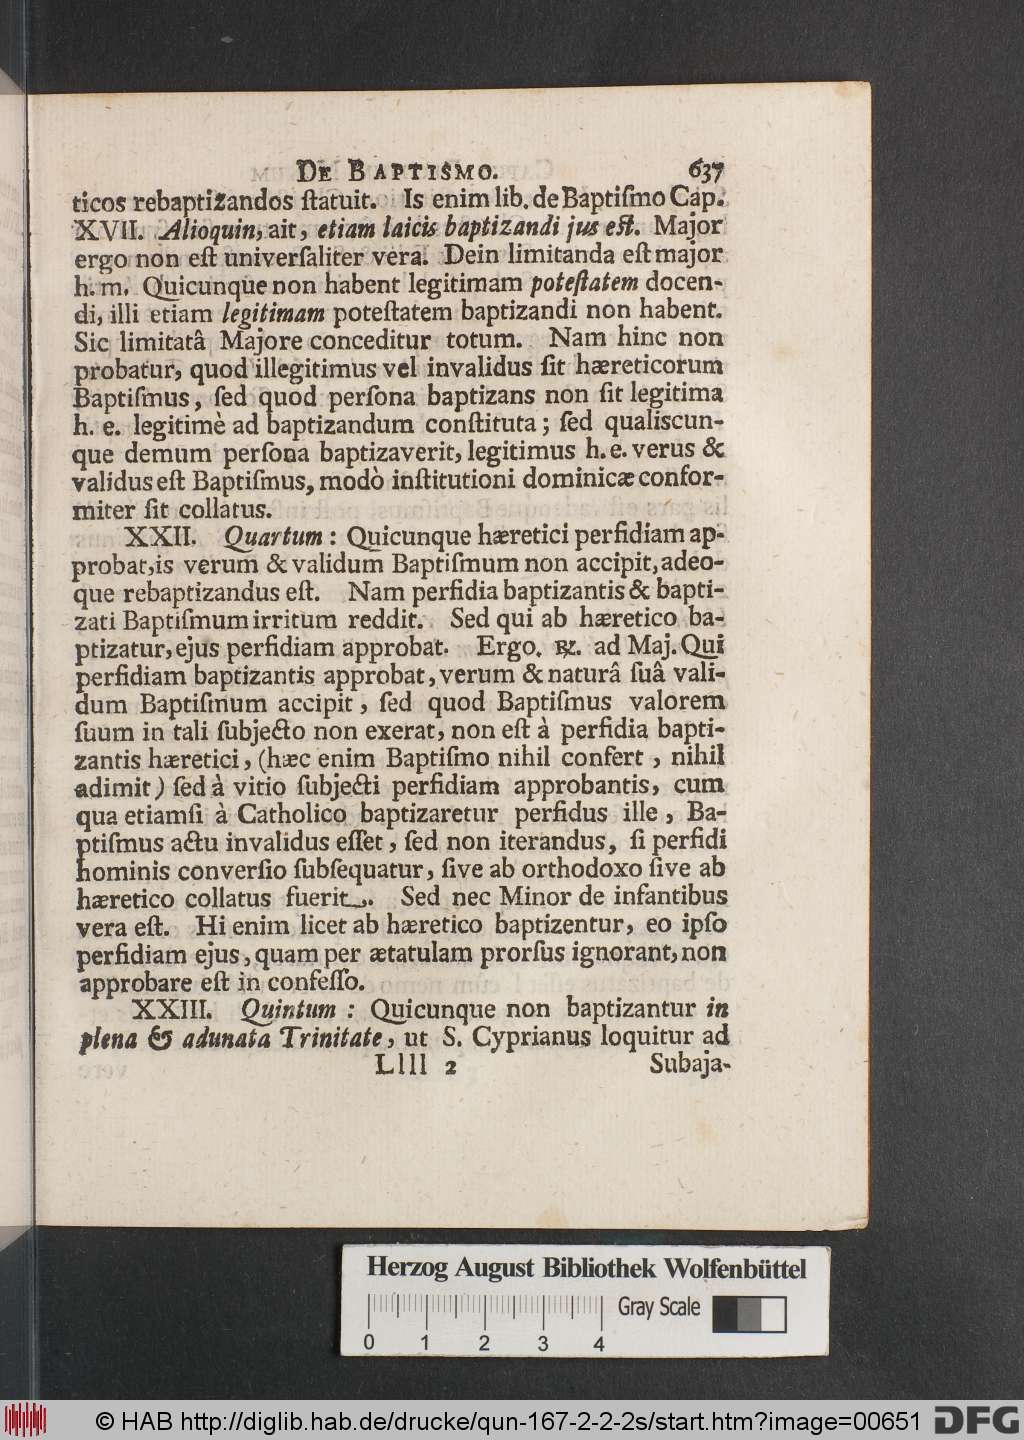 De Baptismo. 637
ticos rebaptizandos ſtatuit. Is enim lib. de Baptiſmo Cap.
XVII. Alioquin, ait, etiam laicis baptizandi jus eſt. Major
ergo non eſt univerſaliter vera. Dein limitanda eſt major
h. m. Quicunque non habent legitimam poteſtatem docen-
di, illi etiam legitimam poteſtatem baptizandi non habent.
Sic limitatâ Majore conceditur totum. Nam hinc non
probatur, quod illegitimus vel invalidus ſit hæreticorum
Baptiſmus, ſed quod perſona baptizans non ſit legitima
h. e. legitimè ad baptizandum conſtituta; ſed qualiscun-
que demum perſona baptizaverit, legitimus h. e. verus &
validus eſt Baptiſmus, modò inſtitutioni dominicæ confor-
miter ſit collatus.
XXII. Quartum: Quicunque hæretici perfidiam ap-
probat, is verum & validum Baptiſmum non accipit, adeo-
que rebaptizandus eſt. Nam perfidia baptizantis & bapti-
zati Baptiſmum irritum reddit. Sed qui ab hæretico ba-
ptizatur, ejus perfidiam approbat. Ergo. ꝶ. ad Maj. Qui
perfidiam baptizantis approbat, verum & naturâ ſuâ vali-
dum Baptiſmum accipit, ſed quod Baptiſmus valorem
ſuum in tali ſubjecto non exerat, non eſt à perfidia bapti-
zantis hæretici, (hæc enim Baptiſmo nihil confert, nihil
adimit) ſed à vitio ſubjecti perfidiam approbantis, cum
qua etiamſi à Catholico baptizaretur perfidus ille, Ba-
ptiſmus actu invalidus eſſet, ſed non iterandus, ſi perfidi
hominis converſio ſubſequatur, ſive ab orthodoxo ſive ab
hæretico collatus fuerit. Sed nec Minor de infantibus
vera eſt. Hi enim licet ab hæretico baptizentur, eo ipſo
perfidiam ejus, quam per ætatulam prorſus ignorant, non
approbare eſt in confeſſo.
XXIII. Quintum: Quicunque non baptizantur in
plena & adunata Trinitate, ut S. Cyprianus loquitur ad
Llll 2 Subaja-
Herzog August Bibliothek Wolfenbüttel
Gray Scale
0 1 2 3 4
© HAB http://diglib.hab.de/drucke/qun-167-2-2-2s/start.htm?image=00651 DFG